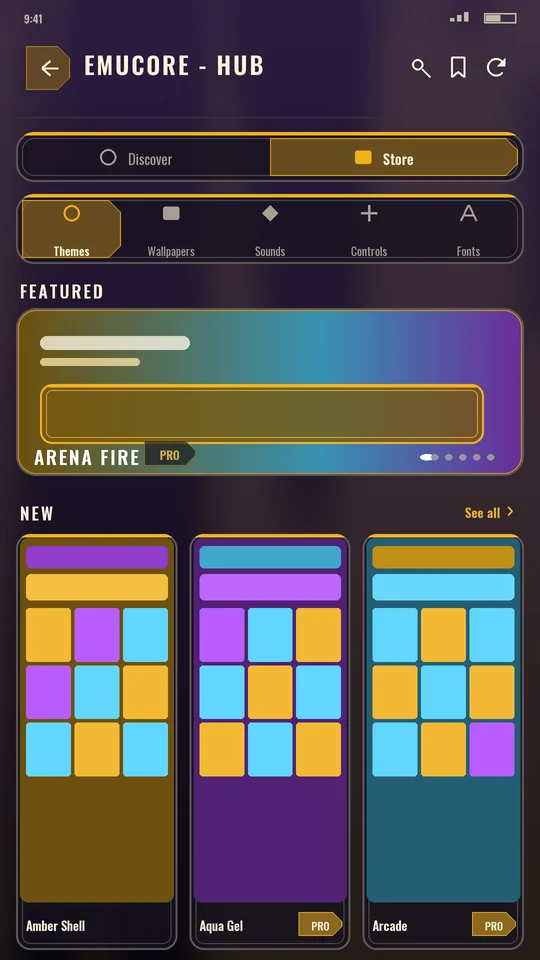 9:41
EMUCORE - HUB
Discover
Store
Themes
Wallpapers
Sounds
Controls
Fonts
FEATURED
ARENA FIRE
PRO
NEW
See all
Amber Shell
Aqua Gel
PRO
Arcade
PRO